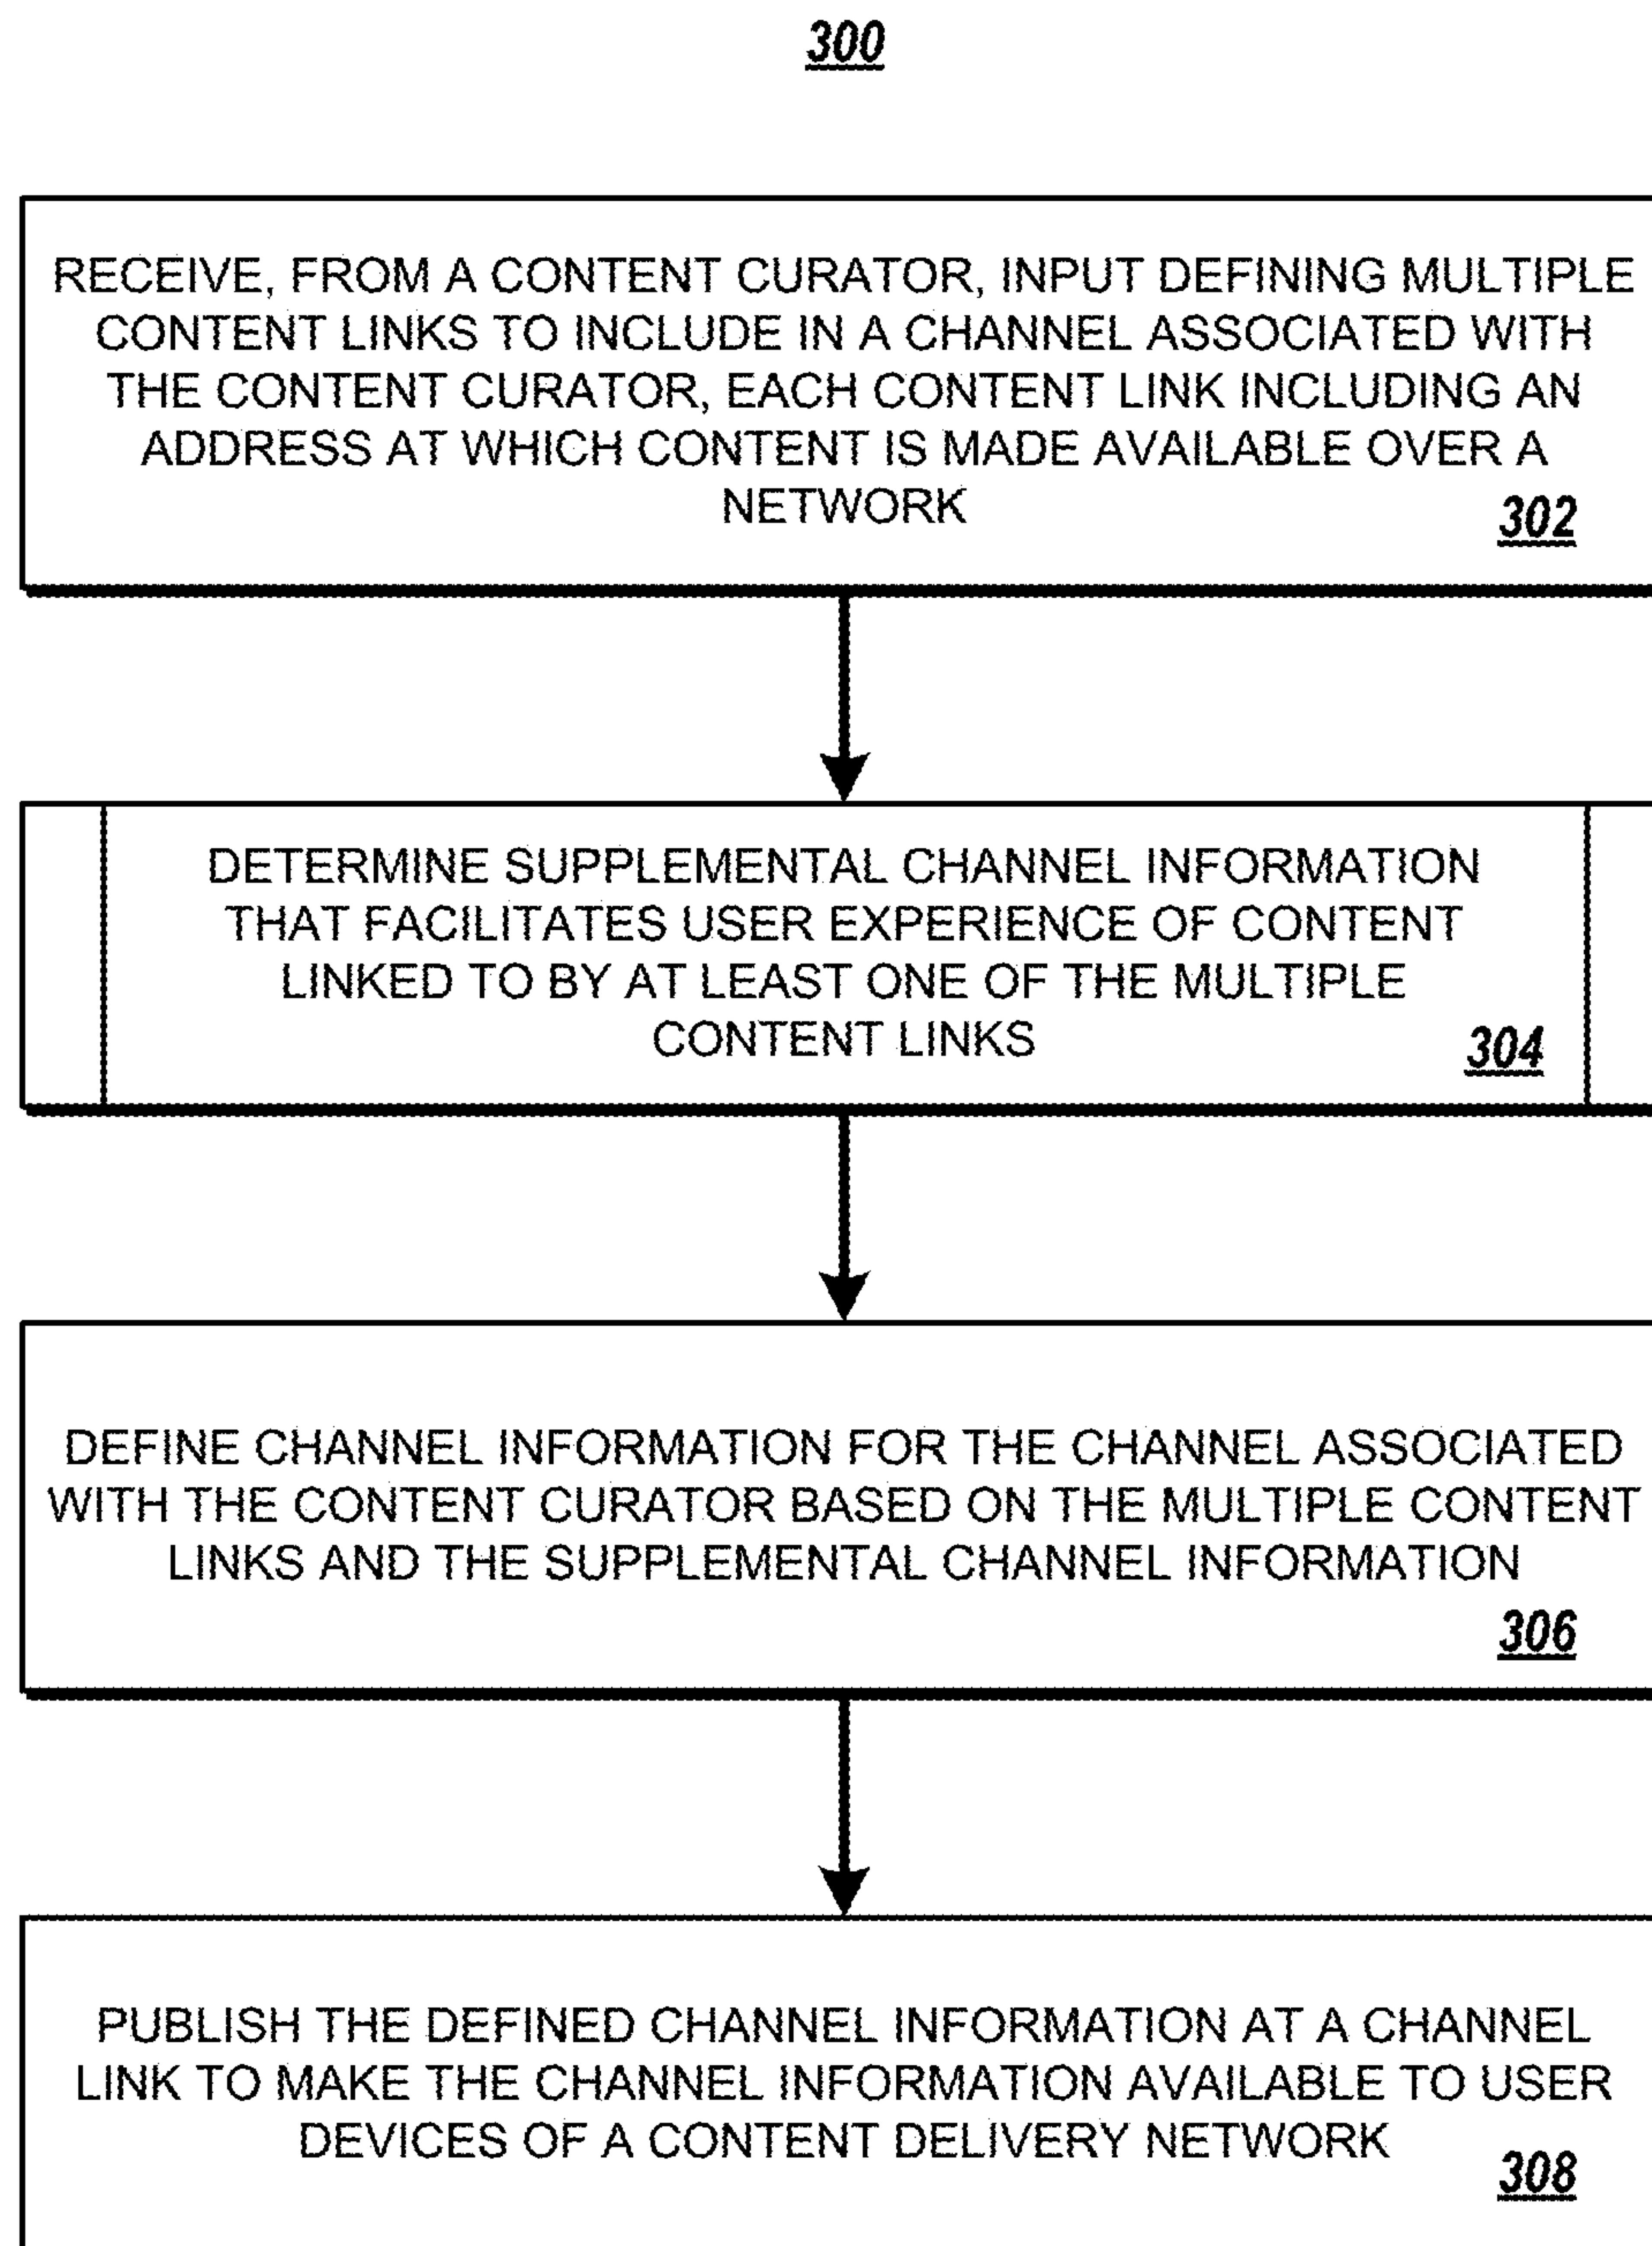 300
RECEIVE, FROM A CONTENT CURATOR, INPUT DEFINING MULTIPLE
CONTENT LINKS TO INCLUDE IN A CHANNEL ASSOCIATED WITH
THE CONTENT CURATOR, EACH CONTENT LINK INCLUDING AN
ADDRESS AT WHICH CONTENT IS MADE AVAILABLE OVER A
NETWORK
302
DETERMINE SUPPLEMENTAL CHANNEL INFORMATION
THAT FACILITATES USER EXPERIENCE OF CONTENT
LINKED TO BY AT LEAST ONE OF THE MULTIPLE
CONTENT LINKS
304
DEFINE CHANNEL INFORMATION FOR THE CHANNEL ASSOCIATED
WITH THE CONTENT CURATOR BASED ON THE MULTIPLE CONTENT
LINKS AND THE SUPPLEMENTAL CHANNEL INFORMATION
306
PUBLISH THE DEFINED CHANNEL INFORMATION AT A CHANNEL
LINK TO MAKE THE CHANNEL INFORMATION AVAILABLE TO USER
DEVICES OF A CONTENT DELIVERY NETWORK
308